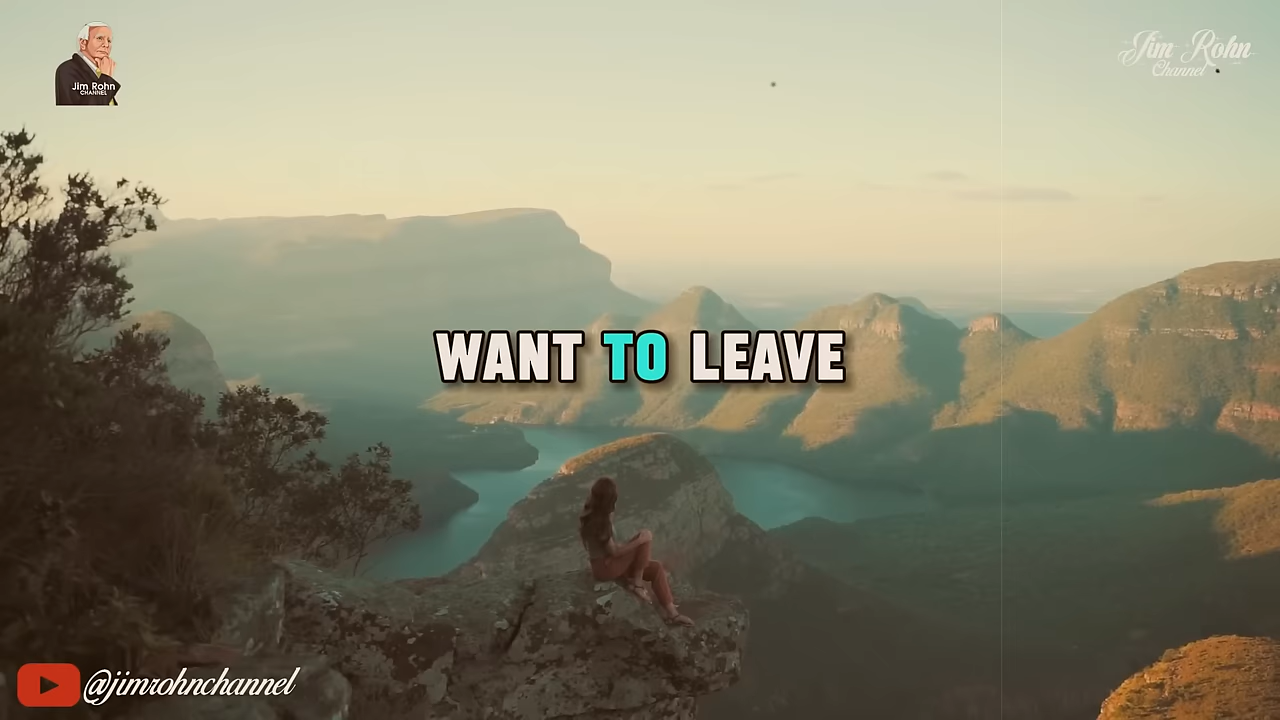 Jim Rohn
CHANNEL
Jim Rohn
Channel
WANT TO LEAVE
@jimrohnchannel